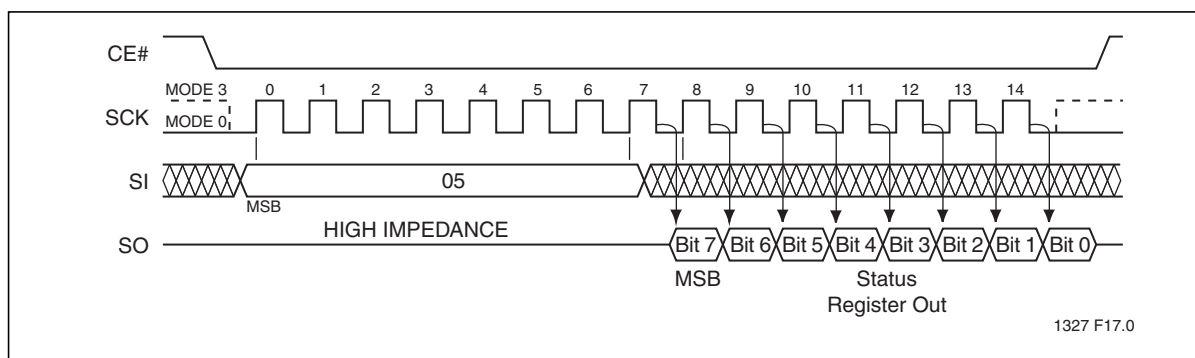 CE#
MODE 3 0 1 2 3 4 5 6 7 8 9 10 11 12 13 14
SCK MODE 0
SI 05
MSB
HIGH IMPEDANCE
SO Bit 7 Bit 6 Bit 5 Bit 4 Bit 3 Bit 2 Bit 1 Bit 0
MSB Status
Register Out
1327 F17.0